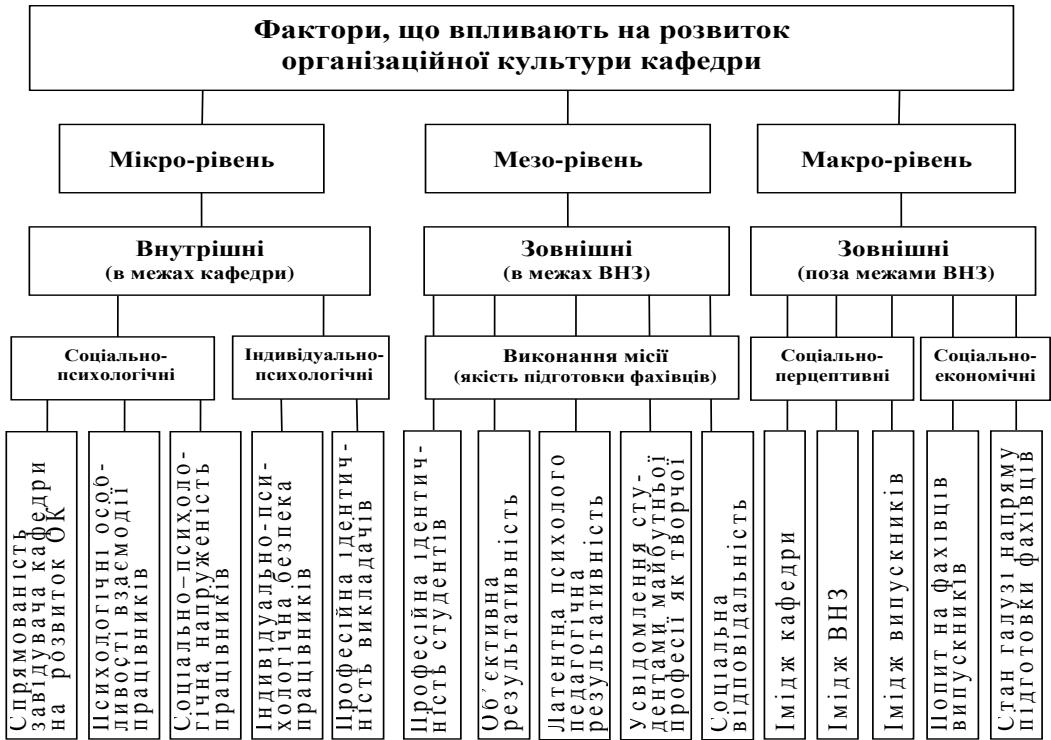 Фактори, що впливають на розвиток
організаційної культури кафедри
Мікро-рівень
Мезо-рівень
Макро-рівень
Внутрішні
(в межах кафедри)
Зовнішні
(в межах ВНЗ)
Зовнішні
(поза межами ВНЗ)
Соціально-
психологічні
Індивідуально-
психологічні
Виконання місії
(якість підготовки фахівців)
Соціально-
перцептивні
Соціально-
економічні
Спрямованість
завідувача кафедри
на розвиток ОК
Психологічні особ-
ливості взаємодії
працівників
Соціально–психоло-
гічна напруженість
працівників
Індивідуально-пси-
хологічна безпека
працівників
Професійна ідентич-
ність викладачів
Професійна ідентич-
ність студентів
Об'єктивна
результативність
Латентна психолого
педагогічна
результативність
Усвідомлення сту-
дентами майбутньої
професії як творчої
Соціальна
відповідальність
Імідж кафедри
Імідж ВНЗ
Імідж випускників
Попит на фахівців
випускників
Стан галузі напряму
підготовки фахівців